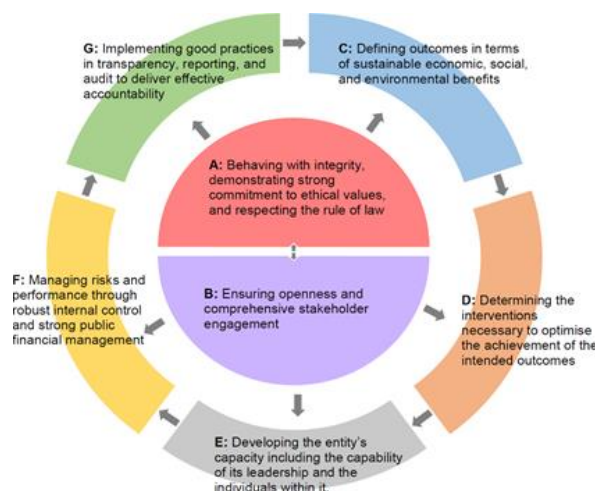 G: Implementing good practices
in transparency, reporting, and
audit to deliver effective
accountability
C: Defining outcomes in terms
of sustainable economic, social,
and environmental benefits
A: Behaving with integrity,
demonstrating strong
commitment to ethical values,
and respecting the rule of law
B: Ensuring openness and
comprehensive stakeholder
engagement
F: Managing risks and
performance through
robust internal control
and strong public
financial management
D: Determining the
interventions
necessary to optimise
the achievement of the
intended outcomes
E: Developing the entity's
capacity including the capability
of its leadership and the
individuals within it.